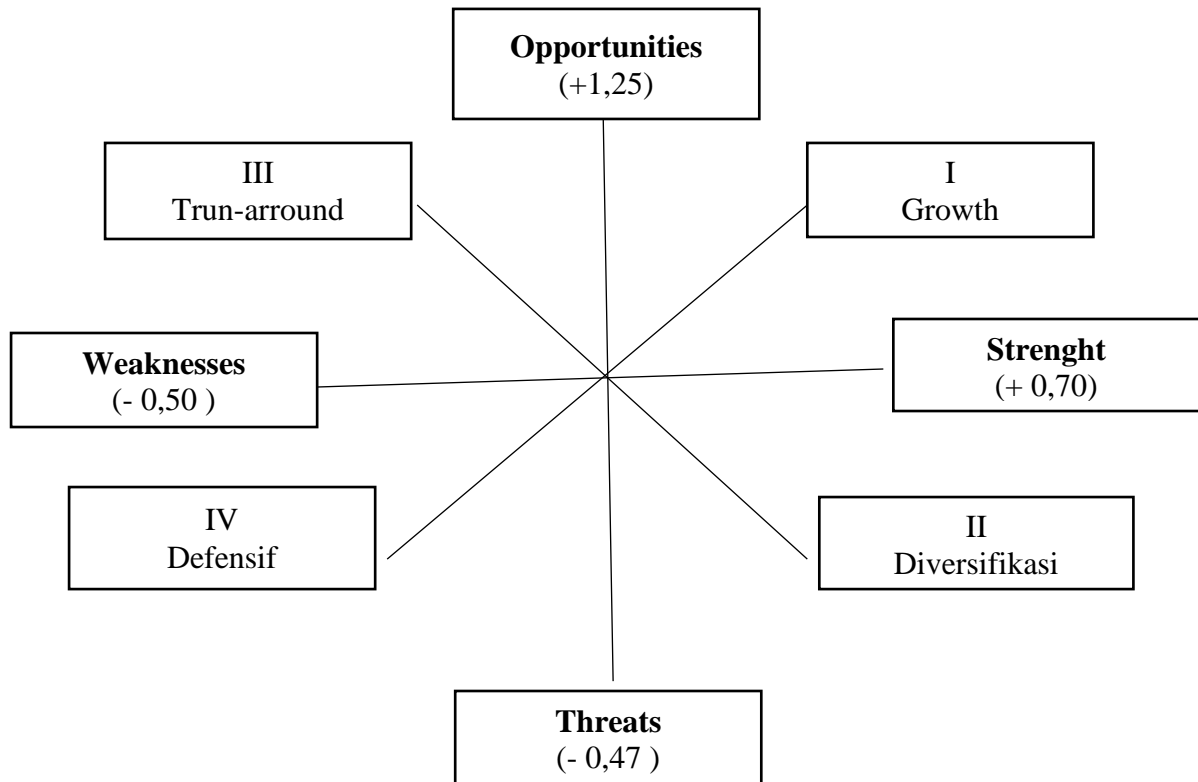 Opportunities
(+1,25)
III
Trun-arround
I
Growth
Weaknesses
(- 0,50 )
Strenght
(+ 0,70)
IV
Defensif
II
Diversifikasi
Threats
(- 0,47 )